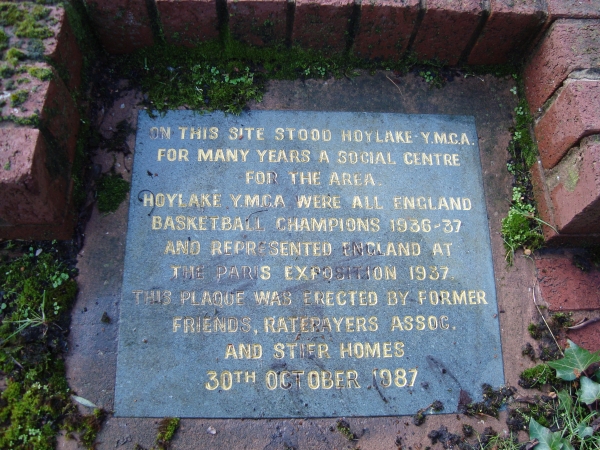 ON THIS SITE STOOD HOYLAKE Y.M.C.A.
FOR MANY YEARS A SOCIAL CENTRE
FOR THE AREA.
HOYLAKE Y.M.C.A WERE ALL ENGLAND
BASKETBALL CHAMPIONS 1936-37
AND REPRESENTED ENGLAND AT
THE PARIS EXPOSITION 1937.
THIS PLAQUE WAS ERECTED BY FORMER
FRIENDS, RATEPAYERS ASSOC.
AND STIER HOMES
30TH OCTOBER 1987